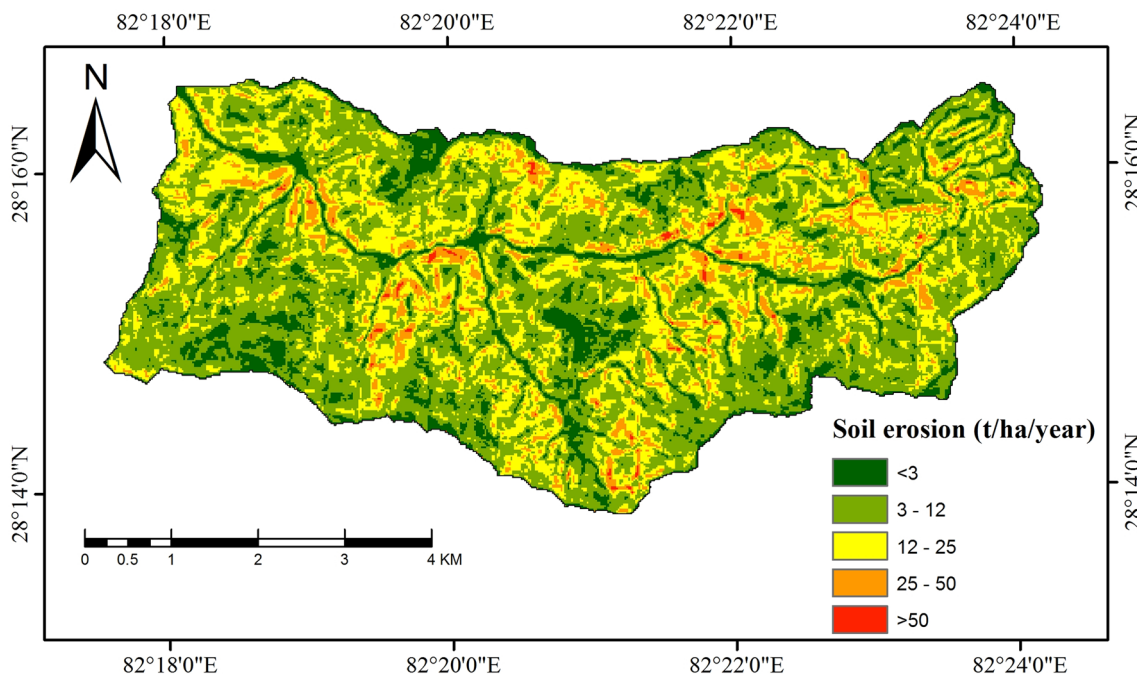 82°18'0"E 82°20'0"E 82°22'0"E 82°24'0"E
N
28°16'0"N
28°16'0"N
28°14'0"N
28°14'0"N
Soil erosion (t/ha/year)
<3
3 - 12
12 - 25
25 - 50
>50
0 0.5 1 2 3 4 KM
82°18'0"E 82°20'0"E 82°22'0"E 82°24'0"E